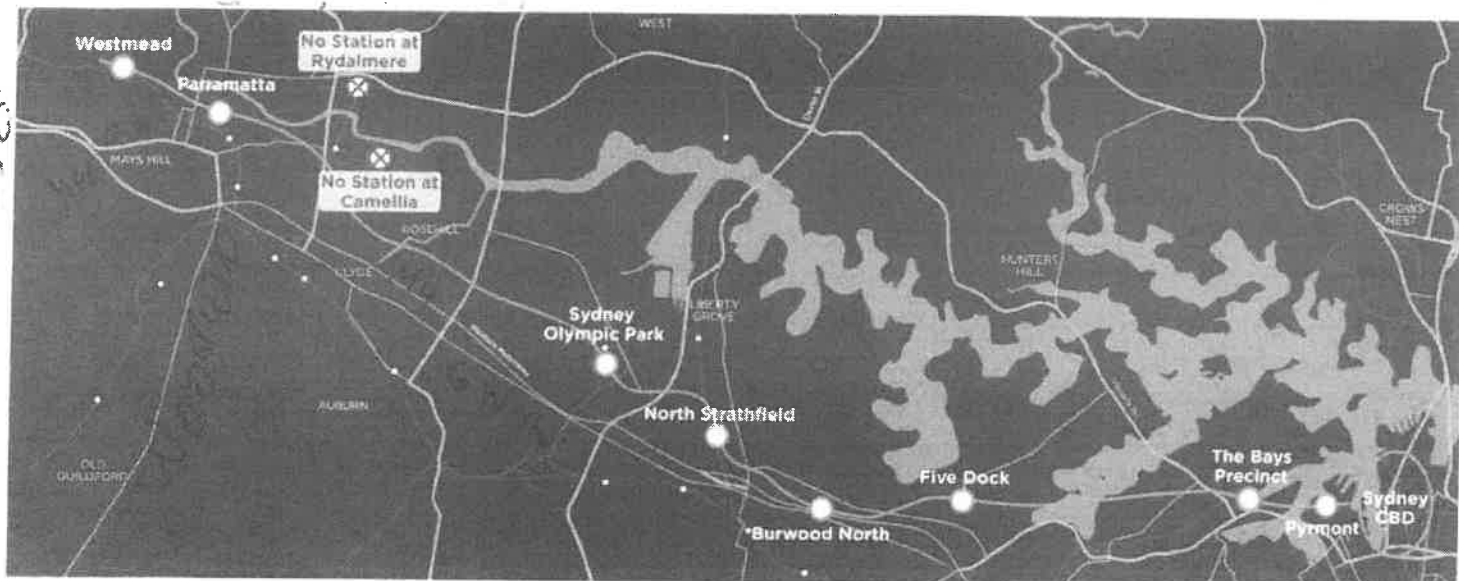 WEST
Westmead
No Station at
Rydalmere
Parramatta
MAYS HILL
No Station at
Camellia
ROSEHILL
CLYDE
CROWS
NEST
HUNTERS
HILL
LIBERTY
GROVE
Sydney
Olympic Park
AUBURN
North Strathfield
OLD
GUILDFORD
Five Dock
The Bays
Precinct
*Burwood North
Pyrmont
Sydney
CBD